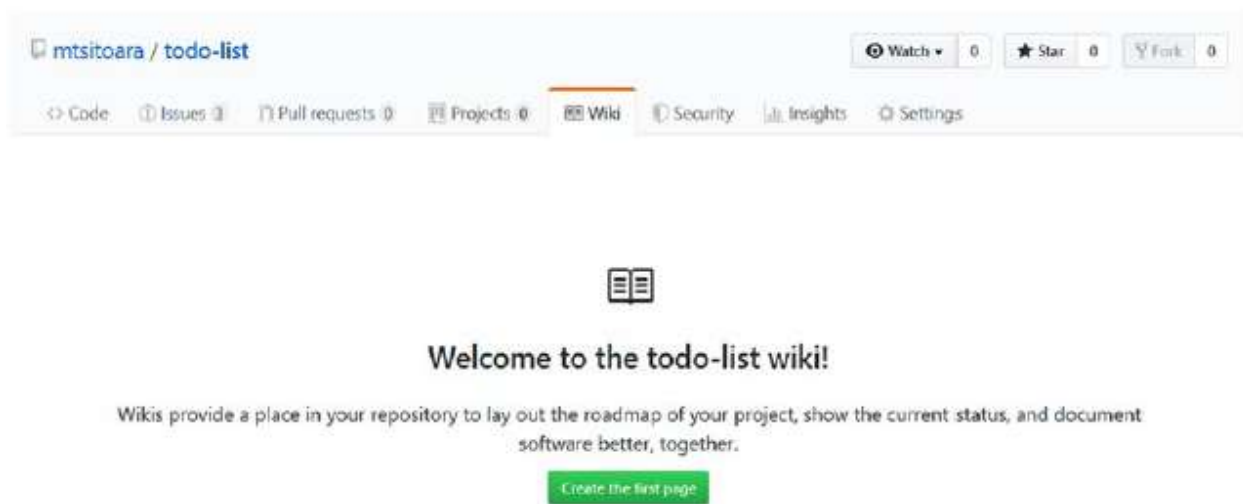 mtsitoara / todo-list
Watch 0 Star 0 Fork 0
Code Issues 3 Pull requests 0 Projects 0 Wiki Security Insights Settings
Welcome to the todo-list wiki!
Wikis provide a place in your repository to lay out the roadmap of your project, show the current status, and document
software better, together.
Create the first page